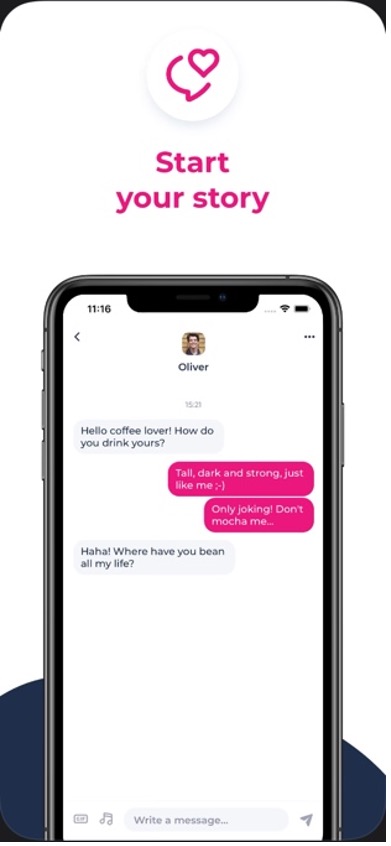 Start
your story
11:16
Oliver
15:21
Hello coffee lover! How do
you drink yours?
Tall, dark and strong, just
like me ;-)
Only joking! Don't
mocha me...
Haha! Where have you bean
all my life?
GIF
Write a message...